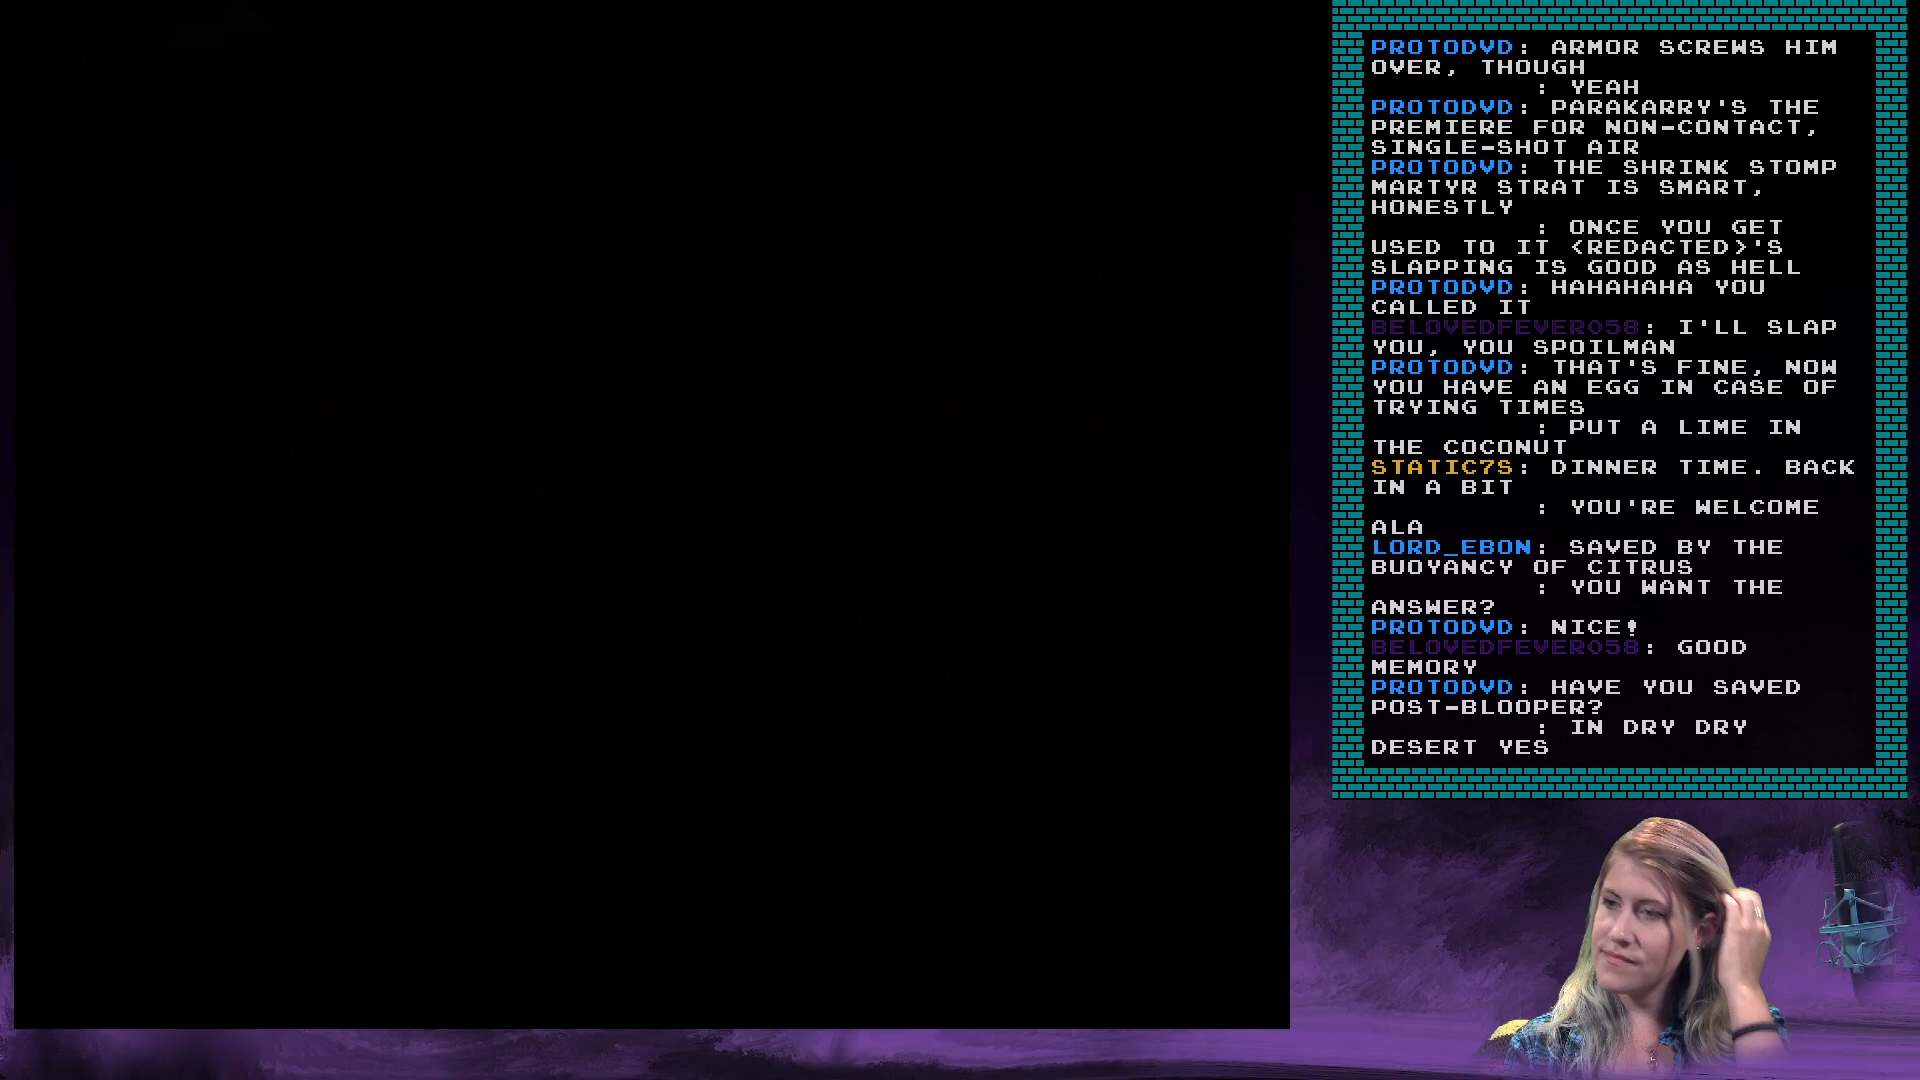 PROTODVD: ARMOR SCREWS HIM
OVER, THOUGH
: YEAH
PROTODVD: PARAKARRY'S THE
PREMIERE FOR NON-CONTACT,
SINGLE-SHOT AIR
PROTODVD: THE SHRINK STOMP
MARTYR STRAT IS SMART,
HONESTLY
: ONCE YOU GET
USED TO IT <REDACTED>'S
SLAPPING IS GOOD AS HELL
PROTODVD: HAHAHAHA YOU
CALLED IT
BELOVEDFEVER058: I'LL SLAP
YOU, YOU SPOILMAN
PROTODVD: THAT'S FINE, NOW
YOU HAVE AN EGG IN CASE OF
TRYING TIMES
: PUT A LIME IN
THE COCONUT
STATIC7S: DINNER TIME. BACK
IN A BIT
: YOU'RE WELCOME
ALA
LORD_EBON: SAVED BY THE
BUOYANCY OF CITRUS
: YOU WANT THE
ANSWER?
PROTODVD: NICE!
BELOVEDFEVER058: GOOD
MEMORY
PROTODVD: HAVE YOU SAVED
POST-BLOOPER?
: IN DRY DRY
DESERT YES